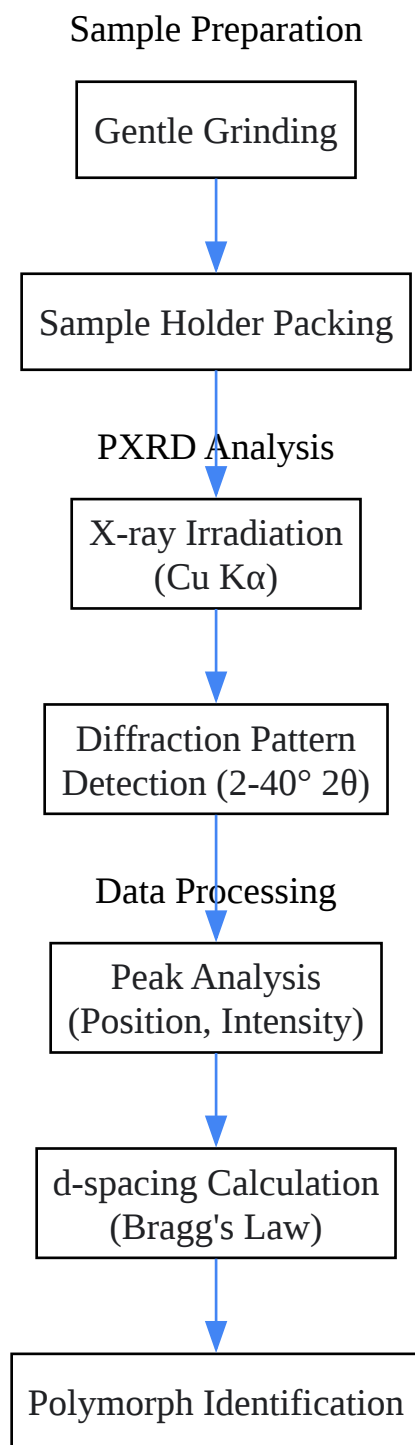 Sample Preparation
Gentle Grinding
Sample Holder Packing
PXRD Analysis
X-ray Irradiation
(Cu Kα)
Diffraction Pattern
Detection (2-40° 2θ)
Data Processing
Peak Analysis
(Position, Intensity)
d-spacing Calculation
(Bragg's Law)
Polymorph Identification